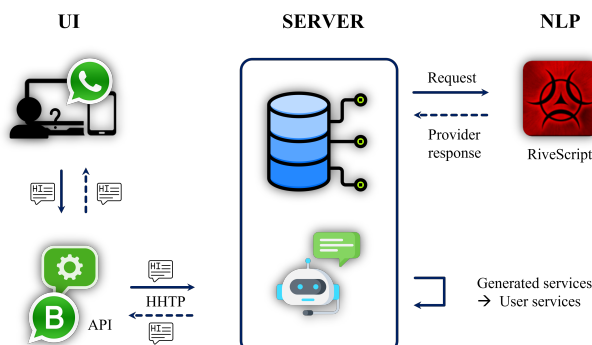 UI
SERVER
NLP
Request
Provider
response
RiveScript
HI
HI
HI
HHTP
HI
B
API
Generated services
→ User services